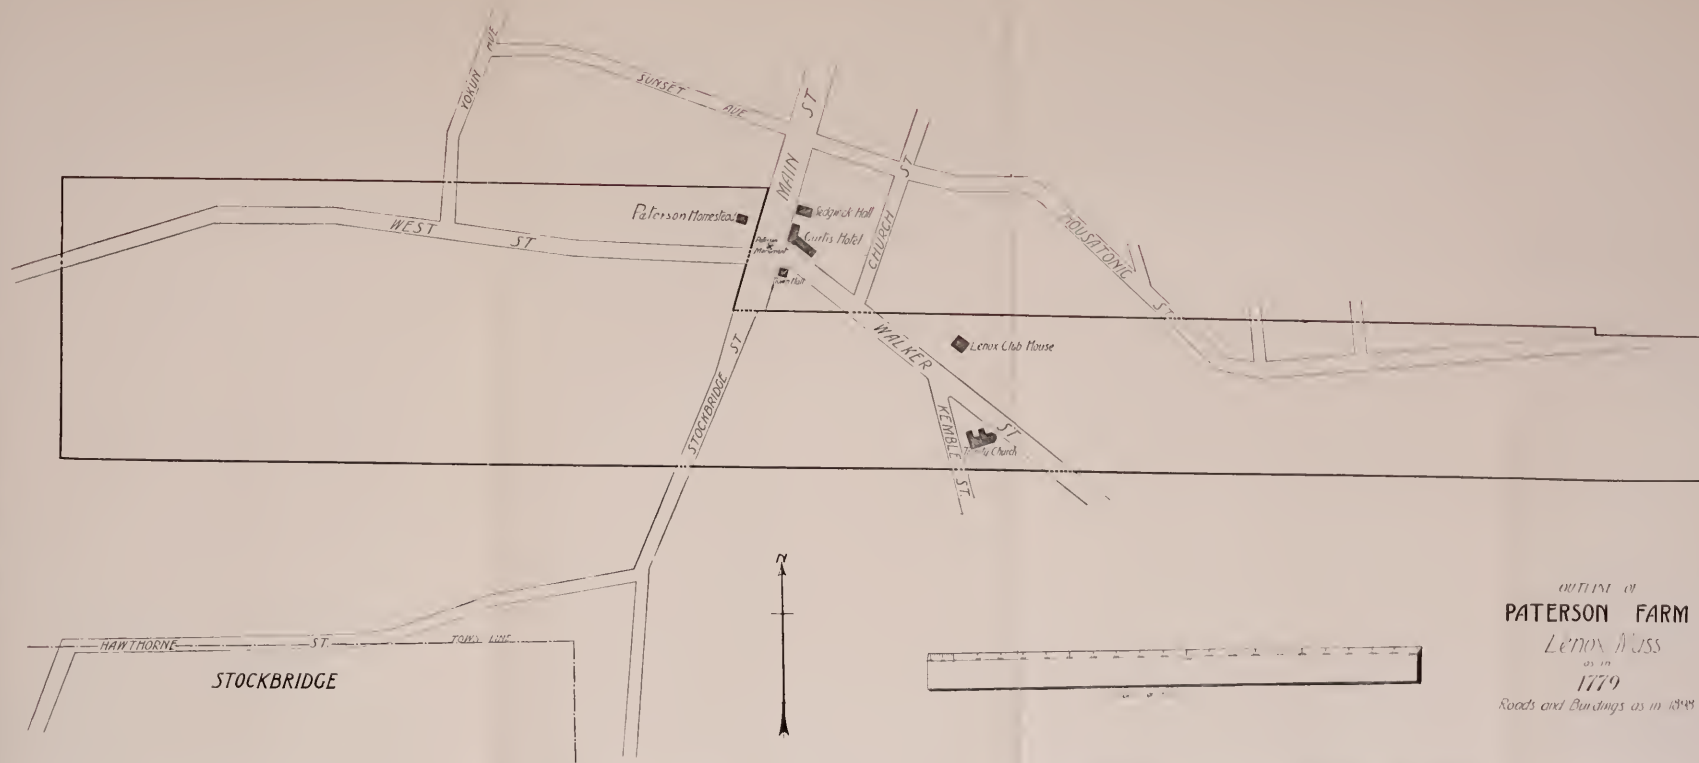 YOKUN AVE
SUNSET AVE
MAIN ST
CHURCH ST
HOUSATONIC ST
WEST ST
Paterson Homestead
Sedgwick Hall
Curtis Hotel
Paterson
Monument
Town Hall
WALKER ST
Lenox Club House
STOCKBRIDGE ST
KEMBLE ST.
Church
N
HAWTHORNE ST.
TOWN LINE
STOCKBRIDGE
OUTLINE OF
PATERSON FARM
Lenox Mass
as in
1779
Roads and Buildings as in